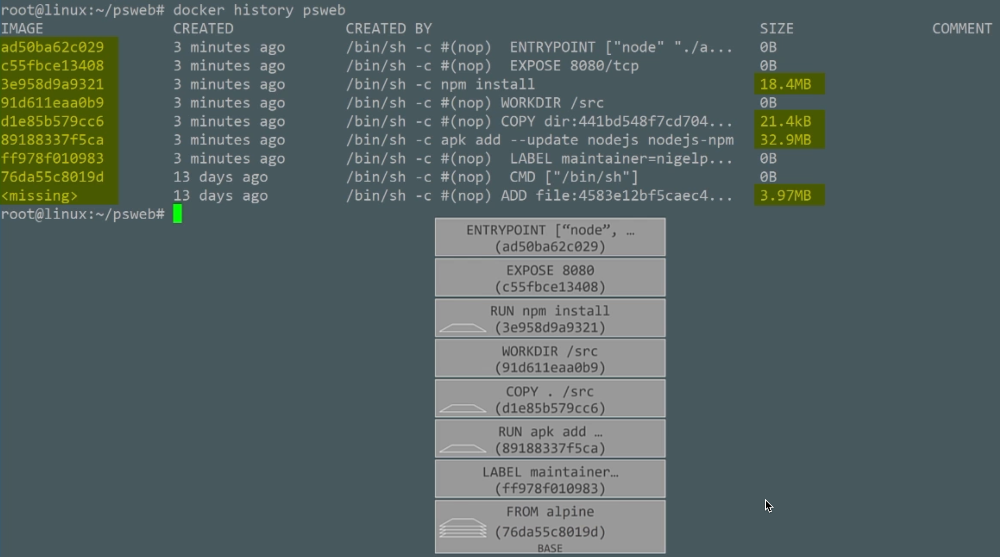 root@linux:~/psweb# docker history psweb
IMAGE CREATED CREATED BY SIZE COMMENT
ad50ba62c029 3 minutes ago /bin/sh -c #(nop)  ENTRYPOINT ["node" "./a... 0B
c55fbce13408 3 minutes ago /bin/sh -c #(nop)  EXPOSE 8080/tcp 0B
3e958d9a9321 3 minutes ago /bin/sh -c npm install 18.4MB
91d611eaa0b9 3 minutes ago /bin/sh -c #(nop) WORKDIR /src 0B
d1e85b579cc6 3 minutes ago /bin/sh -c #(nop) COPY dir:441bd548f7cd704... 21.4kB
89188337f5ca 3 minutes ago /bin/sh -c apk add --update nodejs nodejs-npm 32.9MB
ff978f010983 3 minutes ago /bin/sh -c #(nop)  LABEL maintainer=nigelp... 0B
76da55c8019d 13 days ago /bin/sh -c #(nop)  CMD ["/bin/sh"] 0B
<missing> 13 days ago /bin/sh -c #(nop) ADD file:4583e12bf5caec4... 3.97MB
root@linux:~/psweb#
ENTRYPOINT [“node”, …
(ad50ba62c029)
EXPOSE 8080
(c55fbce13408)
RUN npm install
(3e958d9a9321)
WORKDIR /src
(91d611eaa0b9)
COPY . /src
(d1e85b579cc6)
RUN apk add …
(89188337f5ca)
LABEL maintainer…
(ff978f010983)
FROM alpine
(76da55c8019d)
BASE